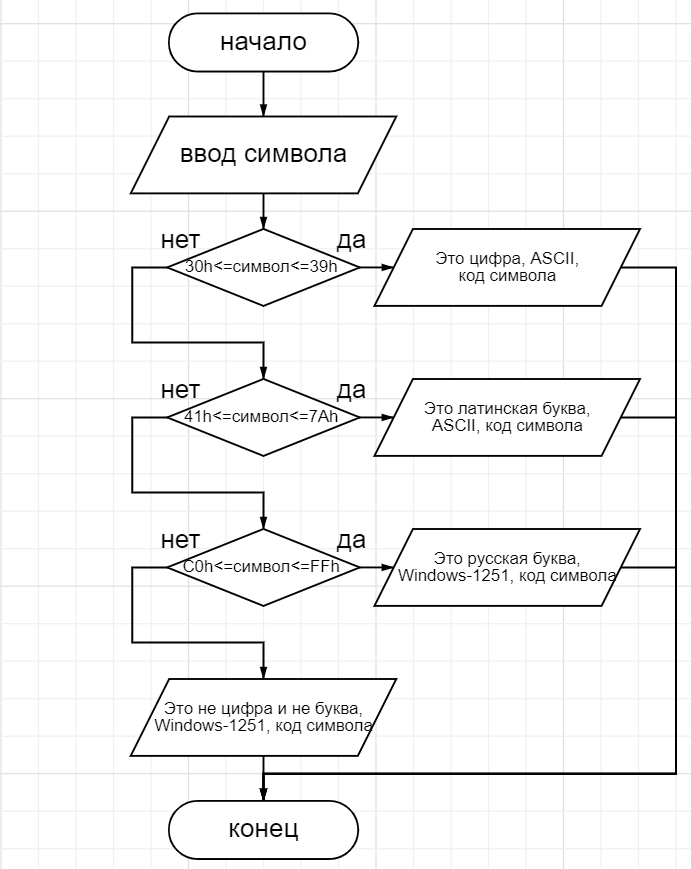 начало
ввод символа
нет
да
30h<=символ<=39h
Это цифра, ASCII,
код символа
нет
да
41h<=символ<=7Ah
Это латинская буква,
ASCII, код символа
нет
да
C0h<=символ<=FFh
Это русская буква,
Windows-1251, код символа
Это не цифра и не буква,
Windows-1251, код символа
конец